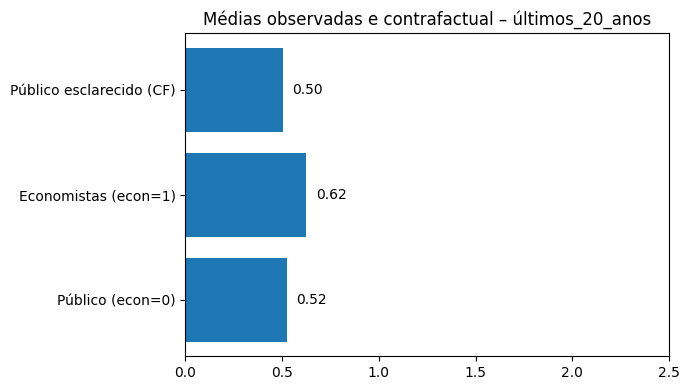 Médias observadas e contrafactual – últimos_20_anos
Público esclarecido (CF)
0.50
Economistas (econ=1)
0.62
Público (econ=0)
0.52
0.0 0.5 1.0 1.5 2.0 2.5